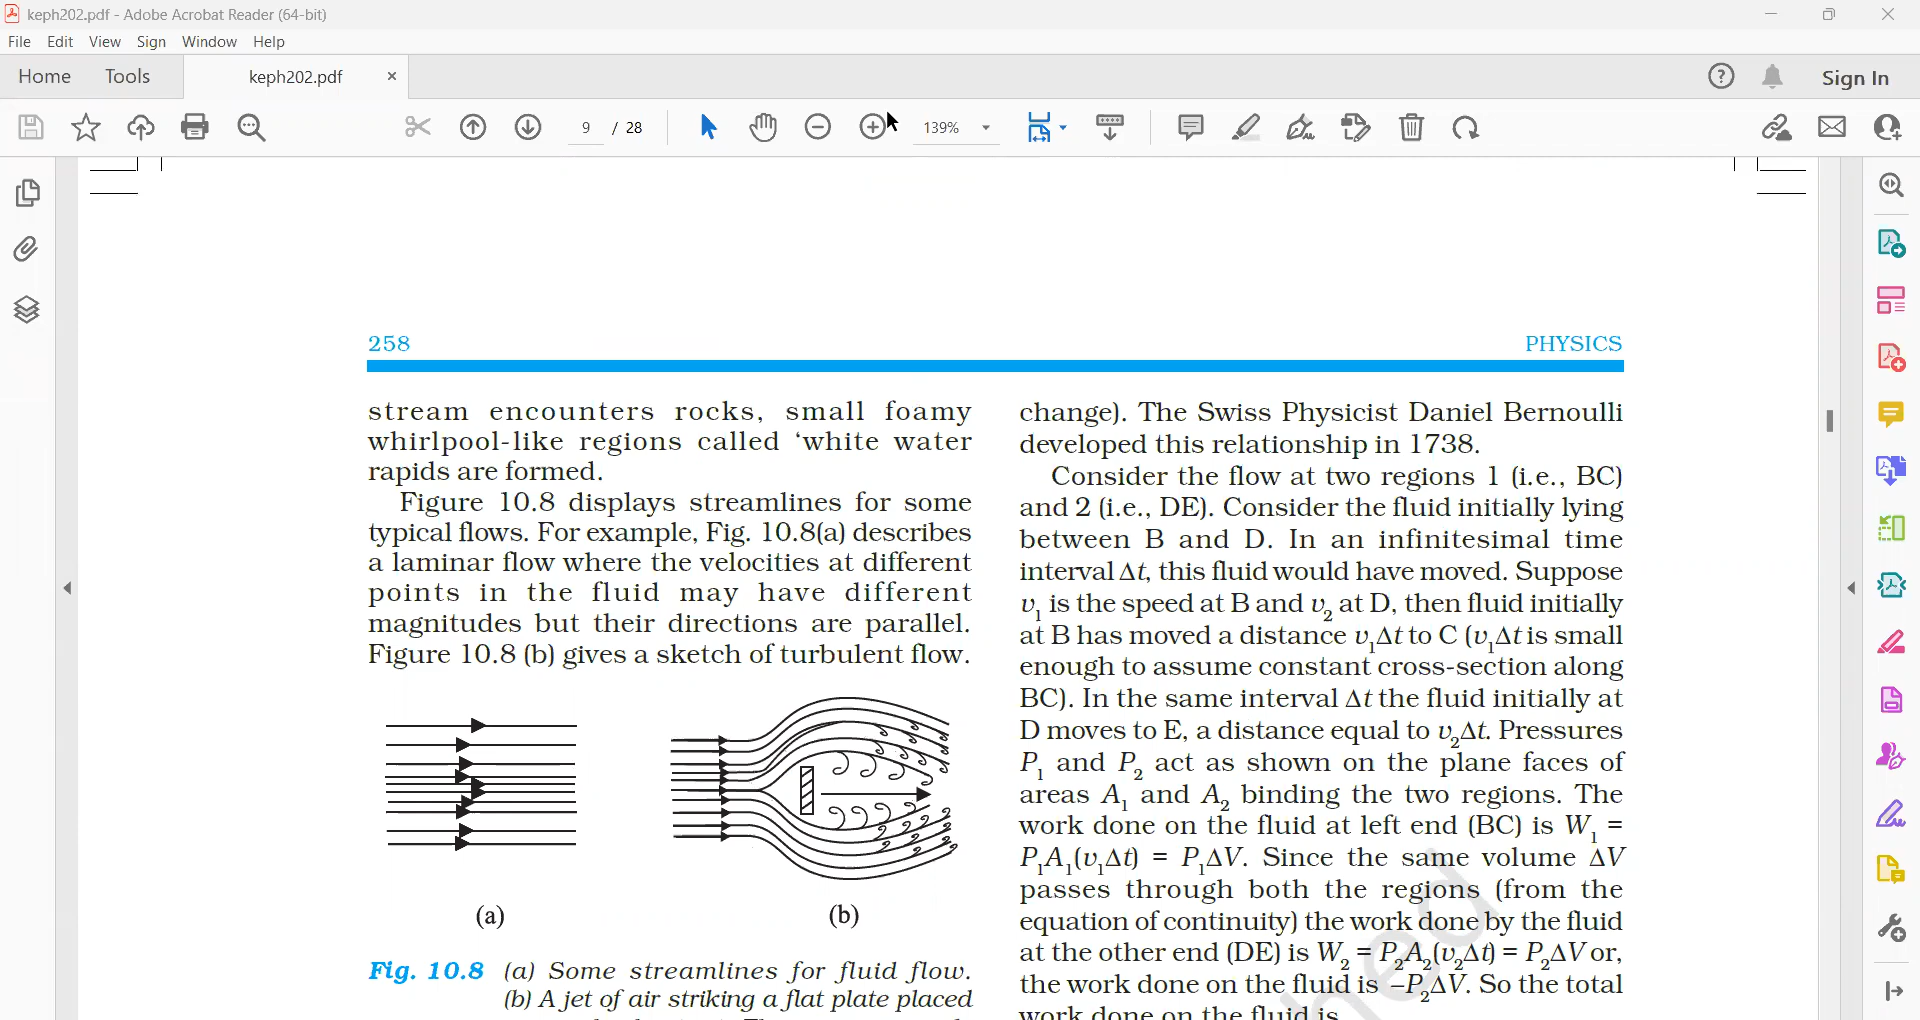 keph202.pdf - Adobe Acrobat Reader (64-bit)
File Edit View Sign Window Help
Home Tools keph202.pdf × Sign In
9 / 28 139%
258 PHYSICS
stream encounters rocks, small foamy
whirlpool-like regions called ‘white water
rapids are formed.
Figure 10.8 displays streamlines for some
typical flows. For example, Fig. 10.8(a) describes
a laminar flow where the velocities at different
points in the fluid may have different
magnitudes but their directions are parallel.
Figure 10.8 (b) gives a sketch of turbulent flow.
(a) (b)
Fig. 10.8 (a) Some streamlines for fluid flow.
(b) A jet of air striking a flat plate placed
change). The Swiss Physicist Daniel Bernoulli
developed this relationship in 1738.
Consider the flow at two regions 1 (i.e., BC)
and 2 (i.e., DE). Consider the fluid initially lying
between B and D. In an infinitesimal time
interval Δt, this fluid would have moved. Suppose
v₁ is the speed at B and v₂ at D, then fluid initially
at B has moved a distance v₁Δt to C (v₁Δt is small
enough to assume constant cross-section along
BC). In the same interval Δt the fluid initially at
D moves to E, a distance equal to v₂Δt. Pressures
P₁ and P₂ act as shown on the plane faces of
areas A₁ and A₂ binding the two regions. The
work done on the fluid at left end (BC) is W₁ =
P₁A₁(v₁Δt) = P₁ΔV. Since the same volume ΔV
passes through both the regions (from the
equation of continuity) the work done by the fluid
at the other end (DE) is W₂ = P₂A₂(v₂Δt) = P₂ΔV or,
the work done on the fluid is –P₂ΔV. So the total
work done on the fluid is